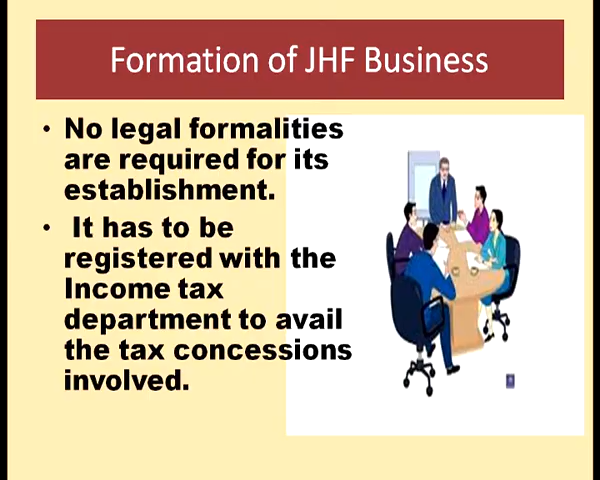 Formation of JHF Business
• No legal formalities
are required for its
establishment.
• It has to be
registered with the
Income tax
department to avail
the tax concessions
involved.